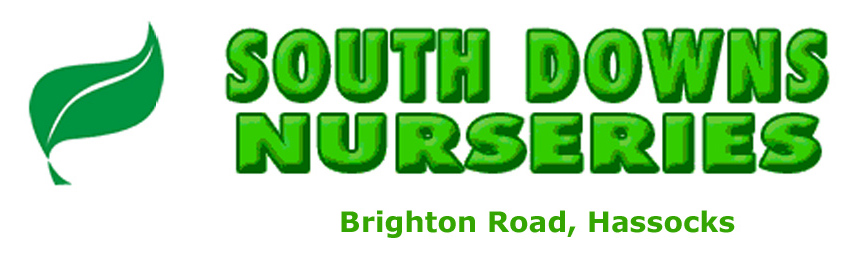 SOUTH DOWNS
NURSERIES
Brighton Road, Hassocks